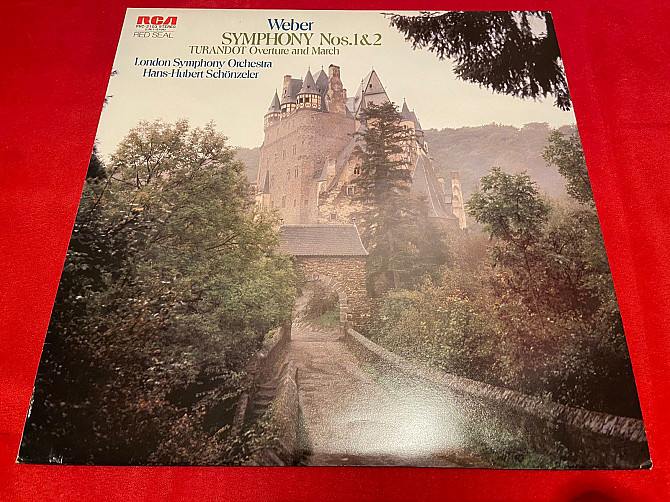 RCA
RED SEAL
Weber
SYMPHONY Nos.1&2
TURANDOT Overture and March
London Symphony Orchestra
Hans-Hubert Schönzeler